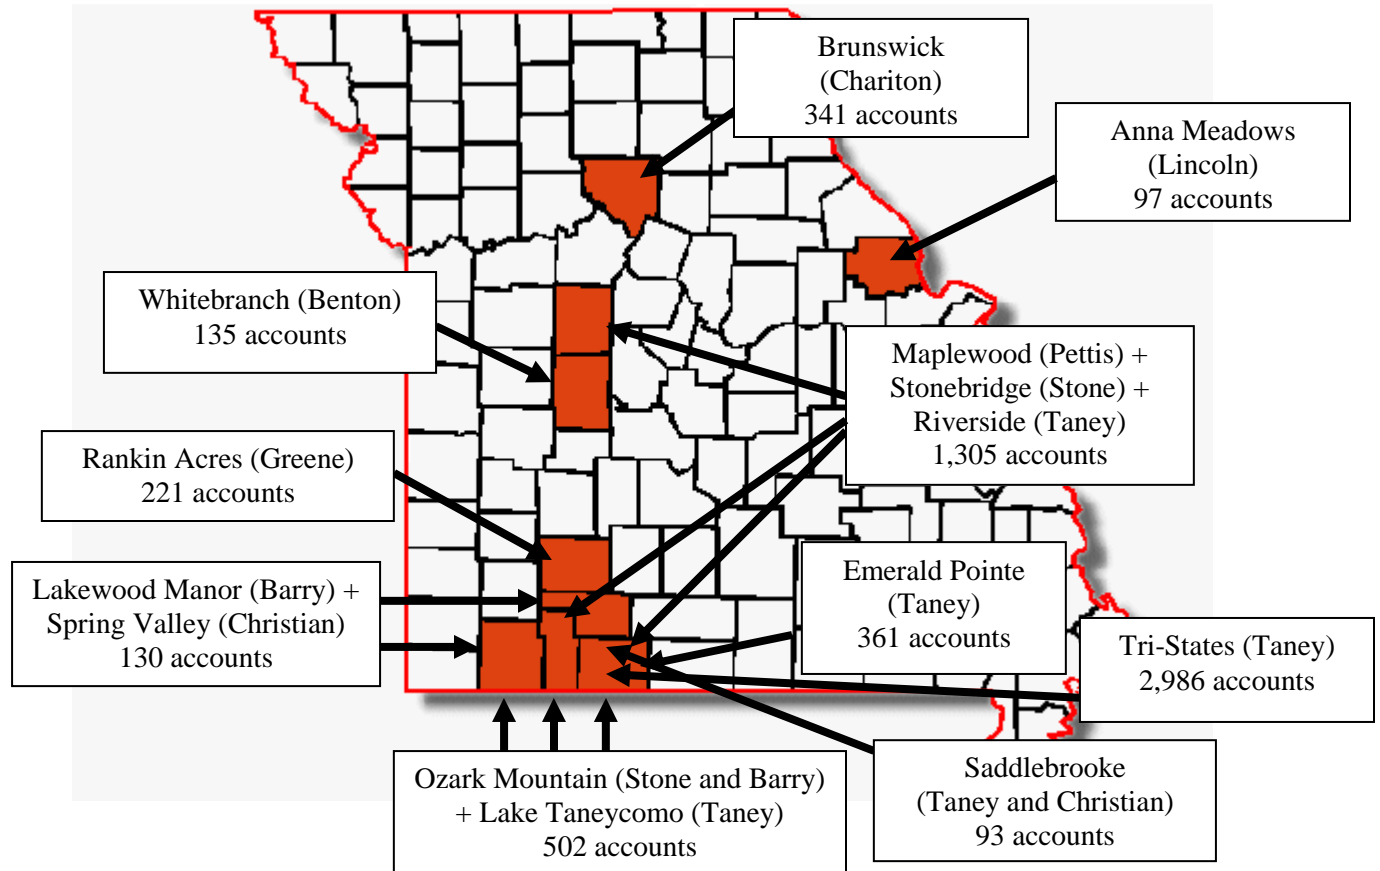 Brunswick
(Chariton)
341 accounts
Anna Meadows
(Lincoln)
97 accounts
Whitebranch (Benton)
135 accounts
Maplewood (Pettis) +
Stonebridge (Stone) +
Riverside (Taney)
1,305 accounts
Rankin Acres (Greene)
221 accounts
Emerald Pointe
(Taney)
361 accounts
Lakewood Manor (Barry) +
Spring Valley (Christian)
130 accounts
Tri-States (Taney)
2,986 accounts
Ozark Mountain (Stone and Barry)
+ Lake Taneycomo (Taney)
502 accounts
Saddlebrooke
(Taney and Christian)
93 accounts